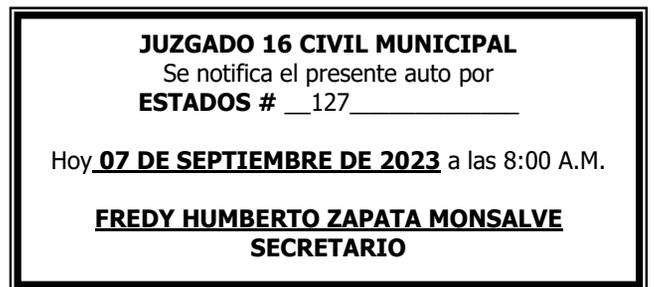 JUZGADO 16 CIVIL MUNICIPAL
Se notifica el presente auto por
ESTADOS # __127_____________
Hoy 07 DE SEPTIEMBRE DE 2023 a las 8:00 A.M.
FREDY HUMBERTO ZAPATA MONSALVE
SECRETARIO